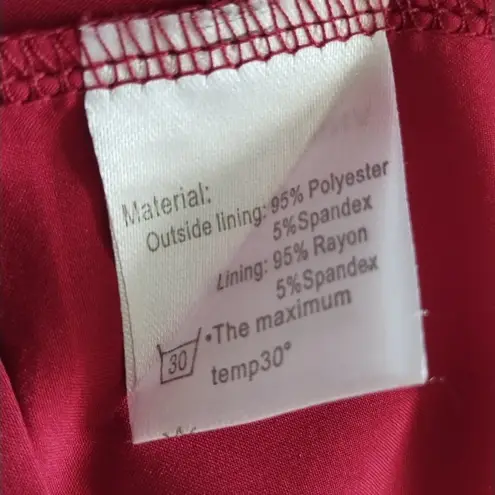 Material:
Outside lining: 95% Polyester
5%Spandex
Lining: 95% Rayon
5%Spandex
30 •The maximum
temp30°